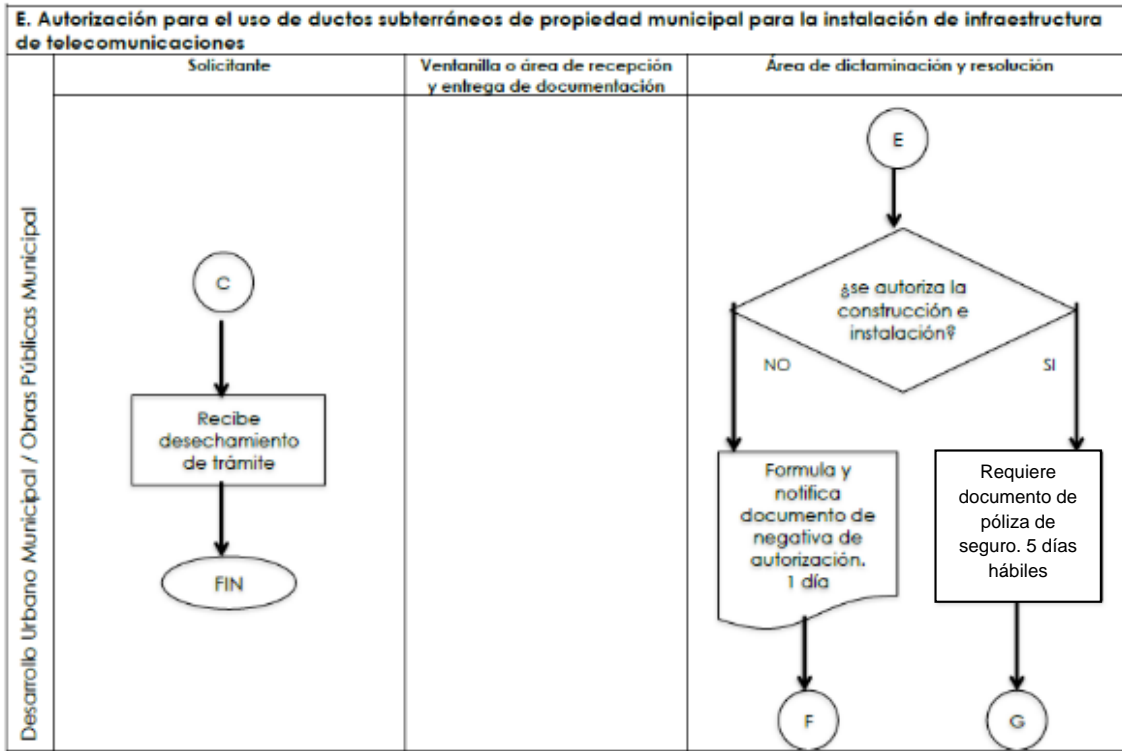 E. Autorización para el uso de ductos subterráneos de propiedad municipal para la instalación de infraestructura
de telecomunicaciones
Solicitante
Ventanilla o área de recepción
y entrega de documentación
Área de dictaminación y resolución
Desarrollo Urbano Municipal / Obras Públicas Municipal
C
Recibe
desechamiento
de trámite
FIN
E
¿se autoriza la
construcción e
instalación?
NO
SI
Formula y
notifica
documento de
negativa de
autorización.
1 día
Requiere
documento de
póliza de
seguro. 5 días
hábiles
F
G